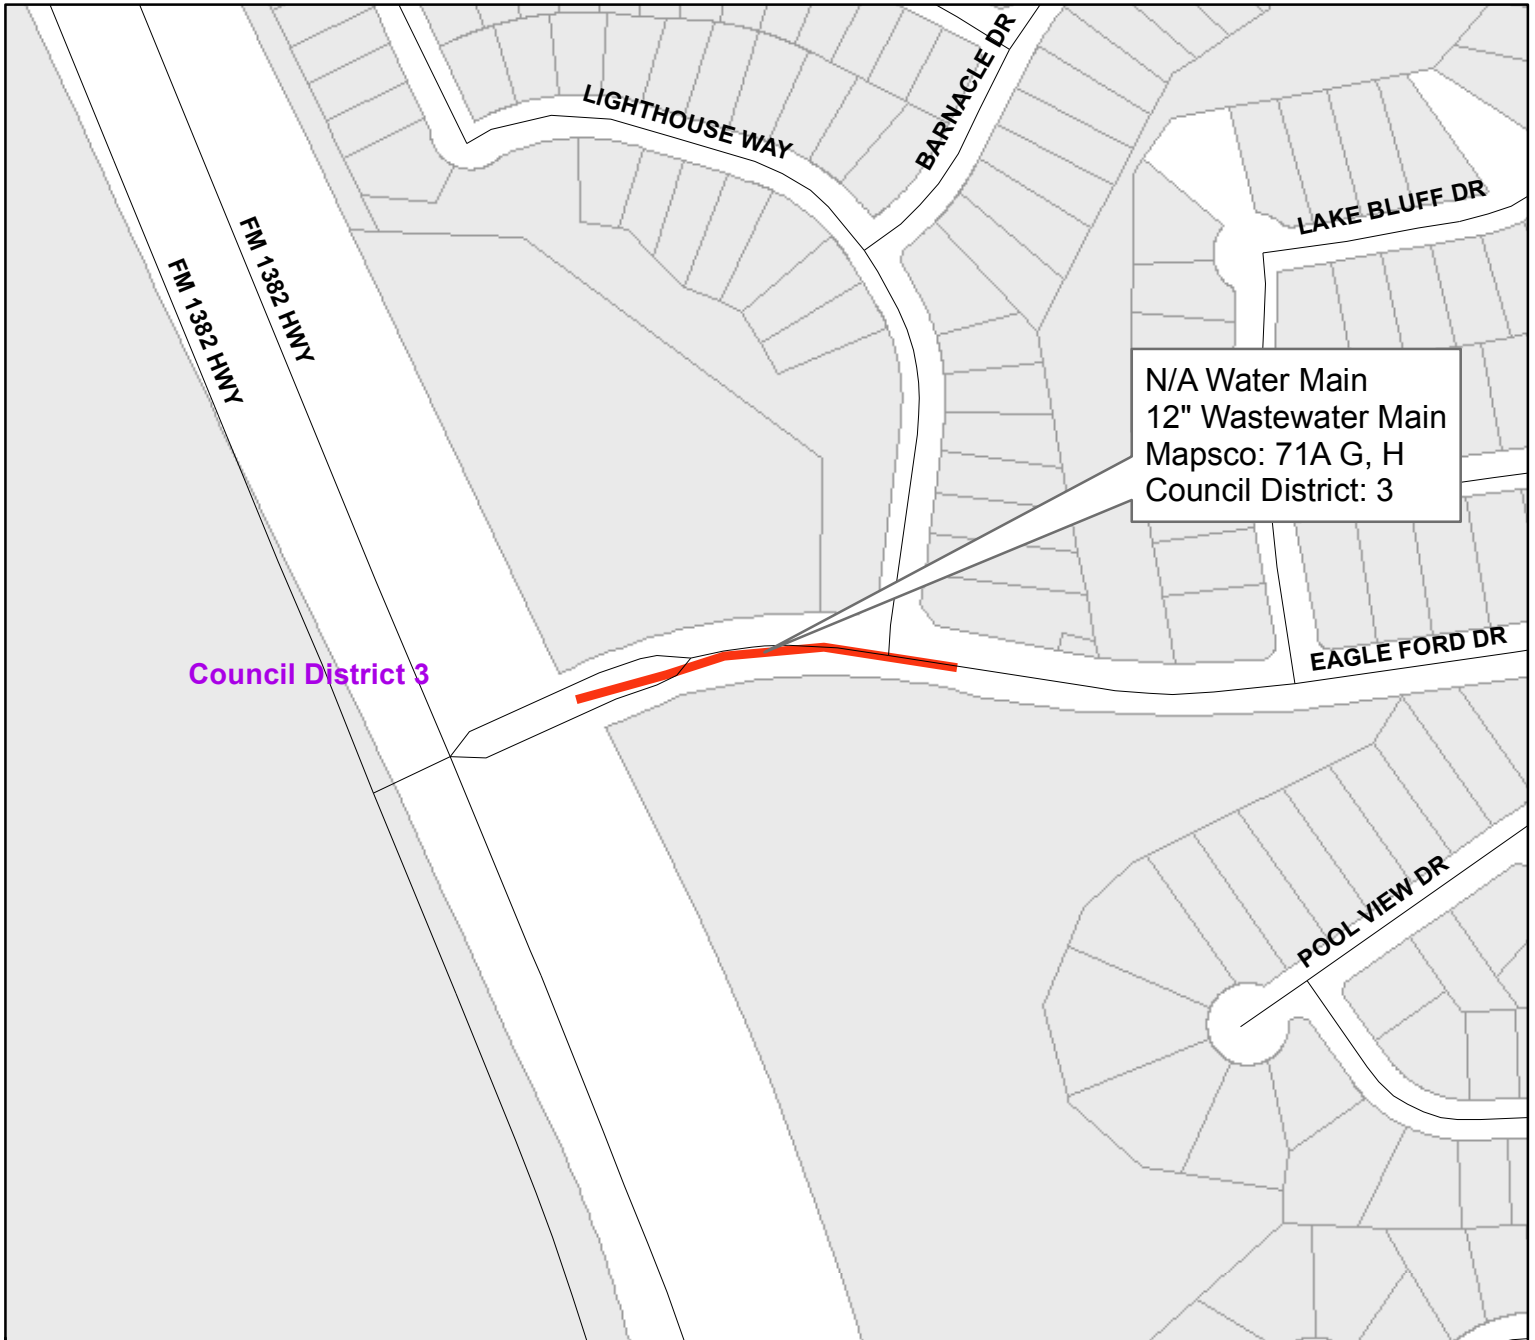 BARNACLE DR
LIGHTHOUSE WAY
LAKE BLUFF DR
FM 1382 HWY
FM 1382 HWY
N/A Water Main
12" Wastewater Main
Mapsco: 71A G, H
Council District: 3
EAGLE FORD DR
Council District 3
POOL VIEW DR